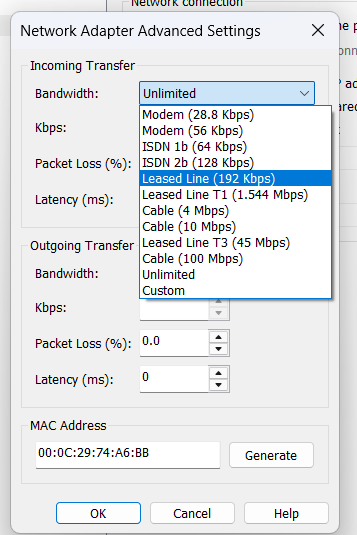 Network connection
Network Adapter Advanced Settings
Incoming Transfer
Bandwidth: Unlimited
Modem (28.8 Kbps)
Kbps:
Modem (56 Kbps)
ISDN 1b (64 Kbps)
Packet Loss (%):
ISDN 2b (128 Kbps)
Leased Line (192 Kbps)
Latency (ms):
Leased Line T1 (1.544 Mbps)
Cable (4 Mbps)
Cable (10 Mbps)
Outgoing Transfer
Leased Line T3 (45 Mbps)
Cable (100 Mbps)
Bandwidth:
Unlimited
Custom
Kbps:
Packet Loss (%): 0.0
Latency (ms): 0
MAC Address
00:0C:29:74:A6:BB Generate
OK Cancel Help